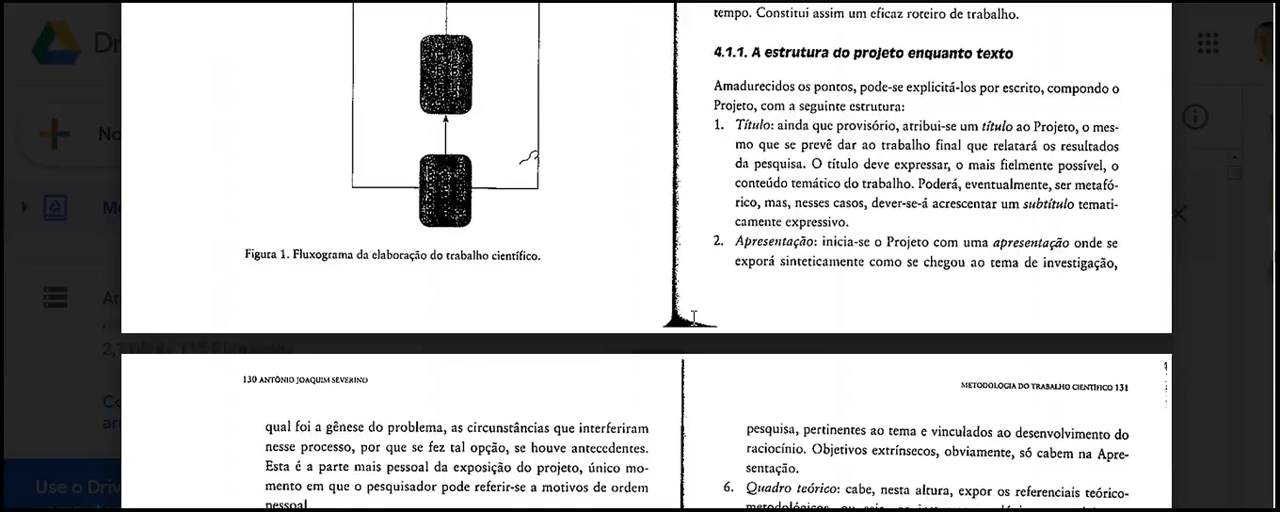 Dr
No
M
Ar
2,
Co
ar
Use o Driv
Figura 1. Fluxograma da elaboração do trabalho científico.
tempo. Constitui assim um eficaz roteiro de trabalho.
4.1.1. A estrutura do projeto enquanto texto
Amadurecidos os pontos, pode-se explicitá-los por escrito, compondo o
Projeto, com a seguinte estrutura:
1. Título: ainda que provisório, atribui-se um título ao Projeto, o mes-
mo que se prevê dar ao trabalho final que relatará os resultados
da pesquisa. O título deve expressar, o mais fielmente possível, o
conteúdo temático do trabalho. Poderá, eventualmente, ser metafó-
rico, mas, nesses casos, dever-se-á acrescentar um subtítulo temati-
camente expressivo.
2. Apresentação: inicia-se o Projeto com uma apresentação onde se
exporá sinteticamente como se chegou ao tema de investigação,
130 ANTÔNIO JOAQUIM SEVERINO
qual foi a gênese do problema, as circunstâncias que interferiram
nesse processo, por que se fez tal opção, se houve antecedentes.
Esta é a parte mais pessoal da exposição do projeto, único mo-
mento em que o pesquisador pode referir-se a motivos de ordem
pessoal
METODOLOGIA DO TRABALHO CIENTÍFICO 131
pesquisa, pertinentes ao tema e vinculados ao desenvolvimento do
raciocínio. Objetivos extrínsecos, obviamente, só cabem na Apre-
sentação.
6. Quadro teórico: cabe, nesta altura, expor os referenciais teórico-